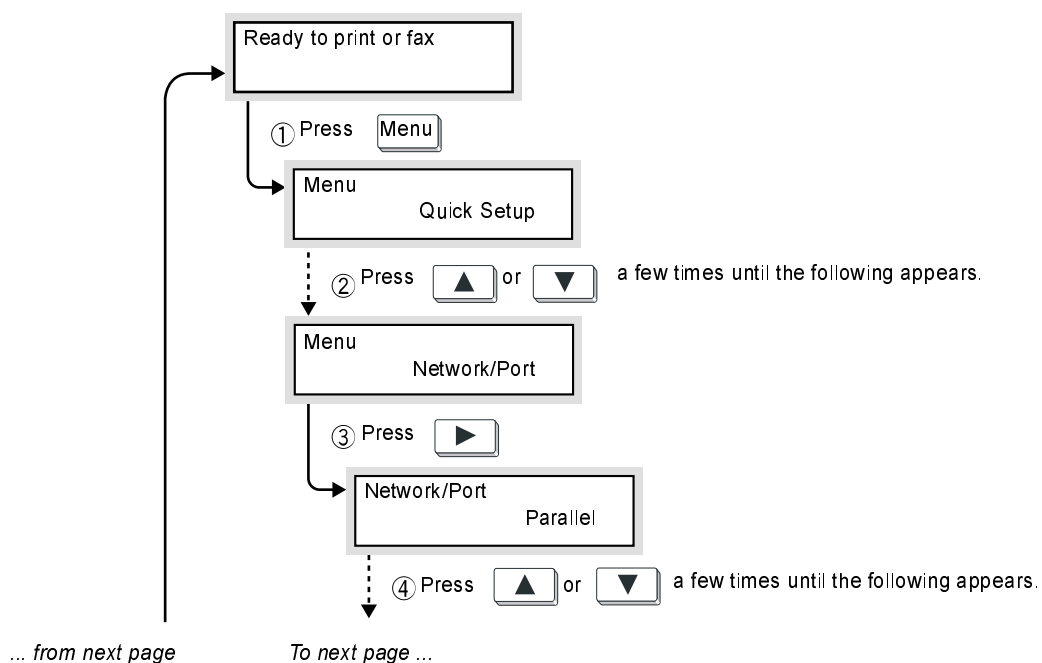 Ready to print or fax
① Press Menu
Menu
Quick Setup
② Press ▲ or ▼ a few times until the following appears.
Menu
Network/Port
③ Press ►
Network/Port
Parallel
④ Press ▲ or ▼ a few times until the following appears.
... from next page To next page ...